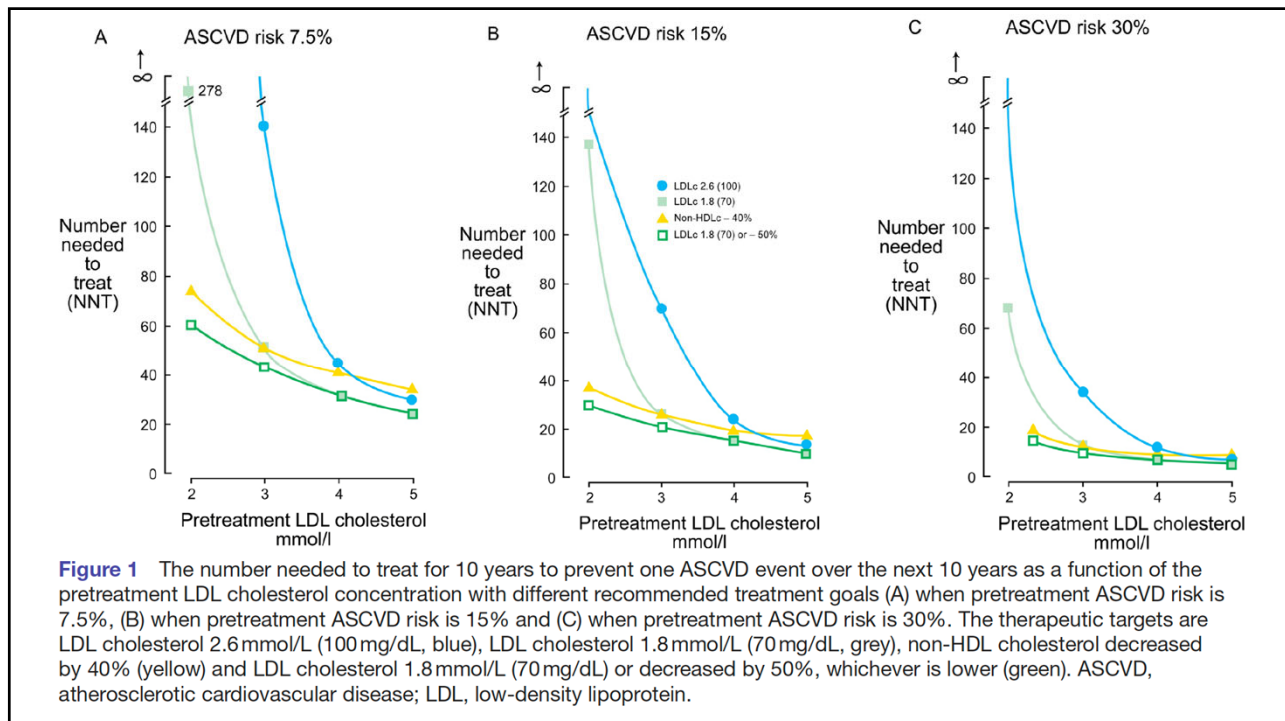 A
ASCVD risk 7.5%
∞ →
278
140
120
100
80
60
40
20
0
Number
needed
to
treat
(NNT)
2 3 4 5
Pretreatment LDL cholesterol
mmol/l
B
ASCVD risk 15%
∞ →
140
120
100
80
60
40
20
0
Number
needed
to
treat
(NNT)
LDLc 2.6 (100)
LDLc 1.8 (70)
Non-HDLc – 40%
LDLc 1.8 (70) or – 50%
2 3 4 5
Pretreatment LDL cholesterol
mmol/l
C
ASCVD risk 30%
∞ →
140
120
100
80
60
40
20
0
Number
needed
to
treat
(NNT)
2 3 4 5
Pretreatment LDL cholesterol
mmol/l
Figure 1 The number needed to treat for 10 years to prevent one ASCVD event over the next 10 years as a function of the
pretreatment LDL cholesterol concentration with different recommended treatment goals (A) when pretreatment ASCVD risk is
7.5%, (B) when pretreatment ASCVD risk is 15% and (C) when pretreatment ASCVD risk is 30%. The therapeutic targets are
LDL cholesterol 2.6 mmol/L (100 mg/dL, blue), LDL cholesterol 1.8 mmol/L (70 mg/dL, grey), non-HDL cholesterol decreased
by 40% (yellow) and LDL cholesterol 1.8 mmol/L (70 mg/dL) or decreased by 50%, whichever is lower (green). ASCVD,
atherosclerotic cardiovascular disease; LDL, low-density lipoprotein.